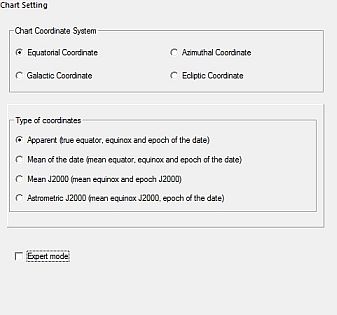 Chart Setting
Chart Coordinate System
Equatorial Coordinate Azimuthal Coordinate
Galactic Coordinate Ecliptic Coordinate
Type of coordinates
Apparent (true equator, equinox and epoch of the date)
Mean of the date (mean equator, equinox and epoch of the date)
Mean J2000 (mean equinox and epoch J2000)
Astrometric J2000 (mean equinox J2000, epoch of the date)
Expert mode